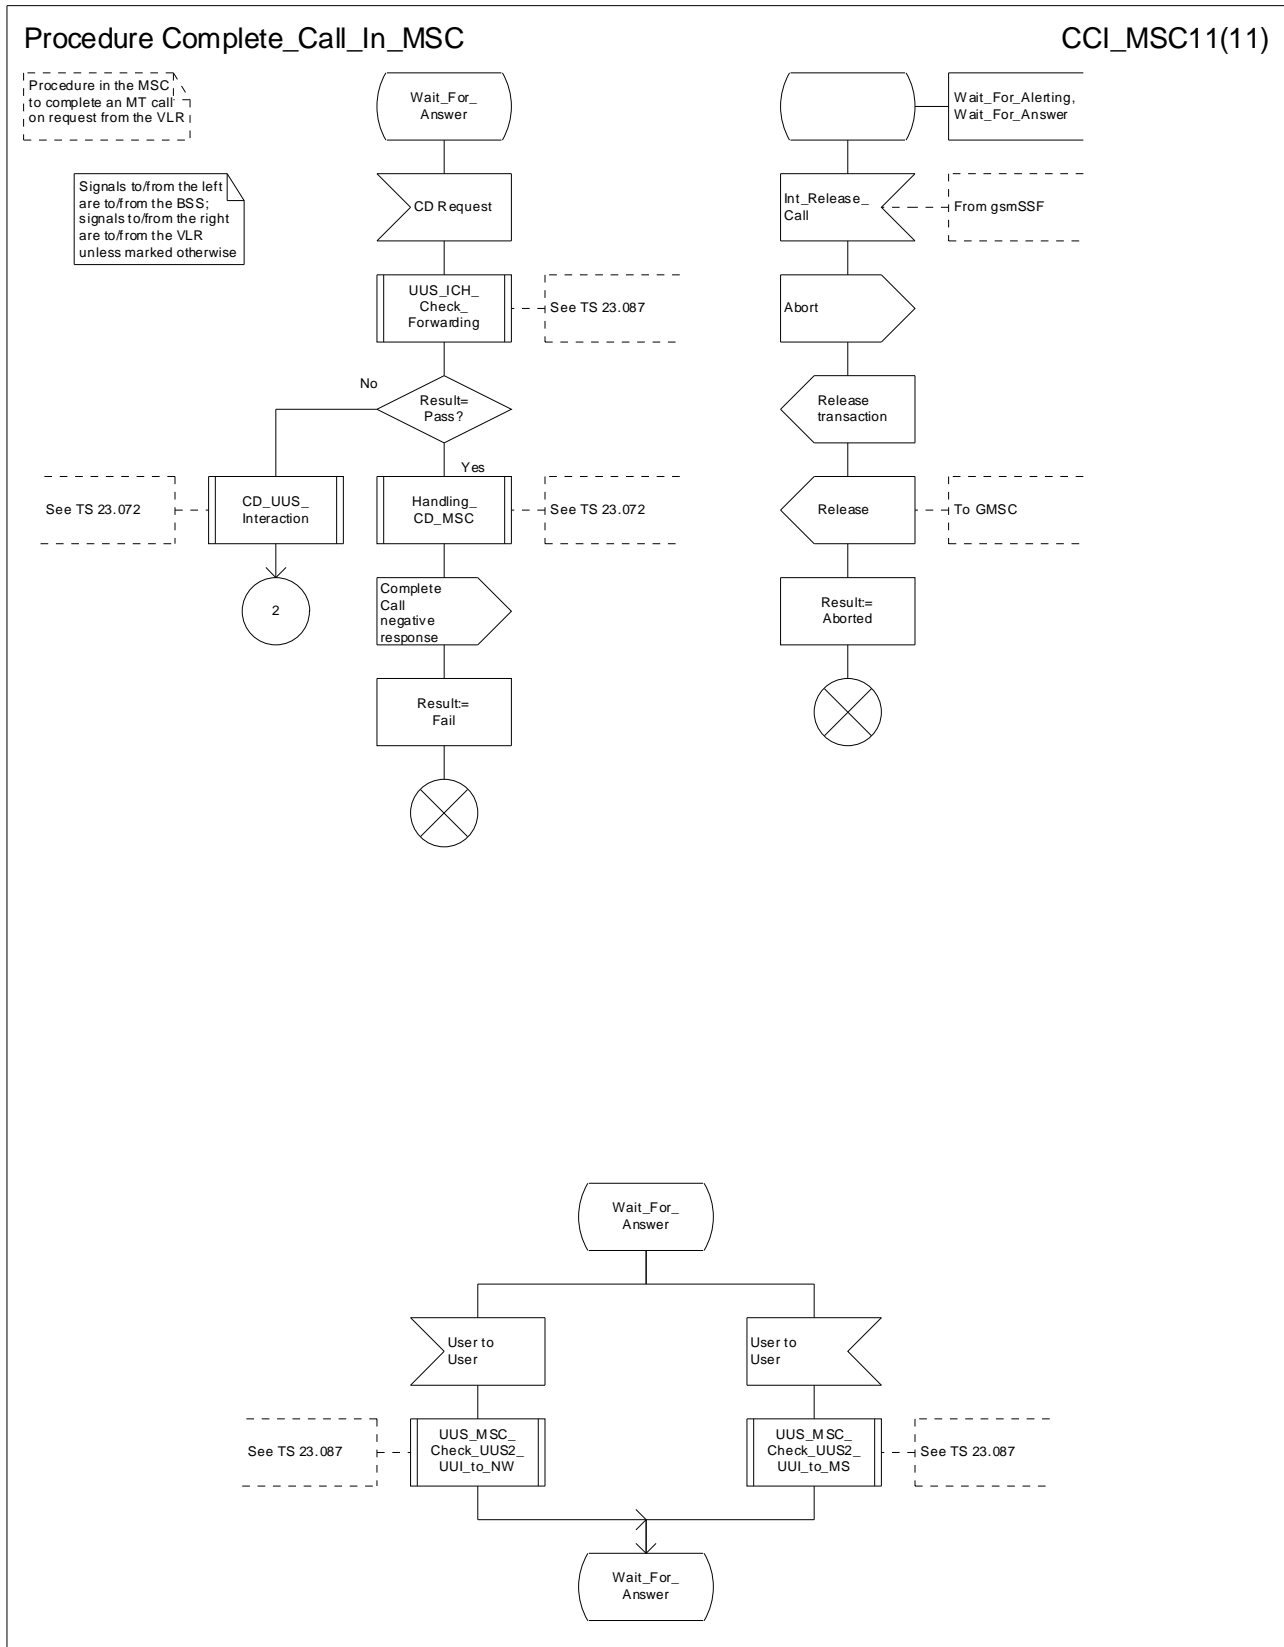 Procedure Complete_Call_In_MSC
CCI_MSC11(11)
Procedure in the MSC
to complete an MT call
on request from the VLR
Signals to/from the left
are to/from the BSS;
signals to/from the right
are to/from the VLR
unless marked otherwise
Wait_For_
Answer
CD Request
UUS_ICH_
Check_
Forwarding
See TS 23.087
Result=
Pass?
No
Yes
See TS 23.072
CD_UUS_
Interaction
2
Handling_
CD_MSC
See TS 23.072
Complete
Call
negative
response
Result:=
Fail
Wait_For_Alerting,
Wait_For_Answer
Int_Release_
Call
From gsmSSF
Abort
Release
transaction
Release
To GMSC
Result:=
Aborted
Wait_For_
Answer
User to
User
User to
User
See TS 23.087
UUS_MSC_
Check_UUS2_
UUI_to_NW
UUS_MSC_
Check_UUS2_
UUI_to_MS
See TS 23.087
Wait_For_
Answer